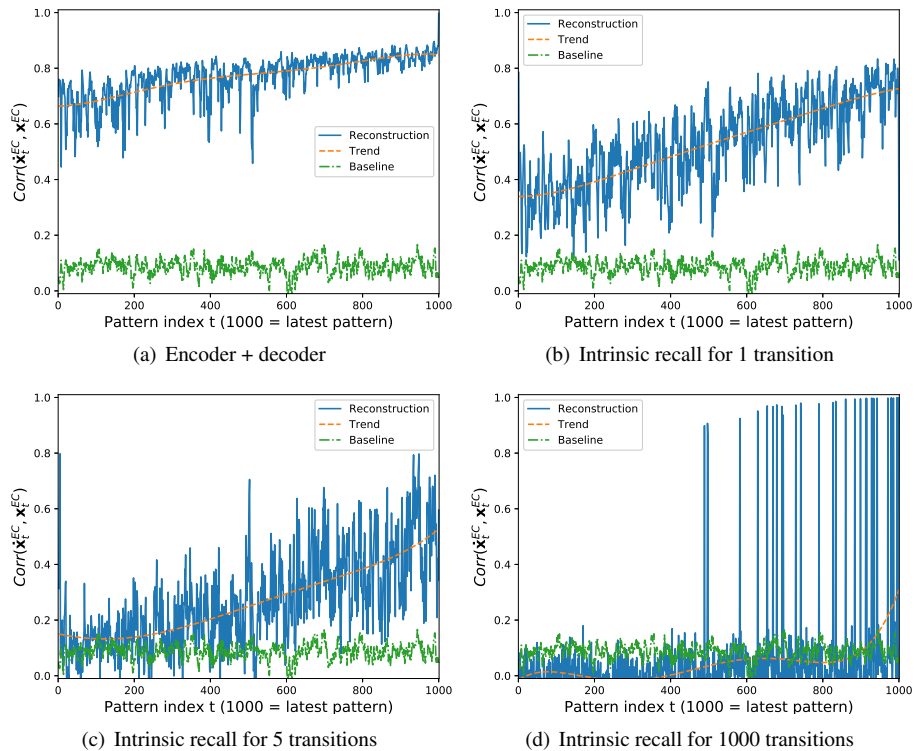 1.0
0.8
0.6
0.4
0.2
0.0
Corr(ẋ_t^EC, x_t^EC)
Reconstruction
Trend
Baseline
0 200 400 600 800 1000
Pattern index t (1000 = latest pattern)
(a) Encoder + decoder
1.0
0.8
0.6
0.4
0.2
0.0
Corr(ẋ_t^EC, x_t^EC)
Reconstruction
Trend
Baseline
0 200 400 600 800 1000
Pattern index t (1000 = latest pattern)
(b) Intrinsic recall for 1 transition
1.0
0.8
0.6
0.4
0.2
0.0
Corr(ẋ_t^EC, x_t^EC)
Reconstruction
Trend
Baseline
0 200 400 600 800 1000
Pattern index t (1000 = latest pattern)
(c) Intrinsic recall for 5 transitions
1.0
0.8
0.6
0.4
0.2
0.0
Corr(ẋ_t^EC, x_t^EC)
Reconstruction
Trend
Baseline
0 200 400 600 800 1000
Pattern index t (1000 = latest pattern)
(d) Intrinsic recall for 1000 transitions